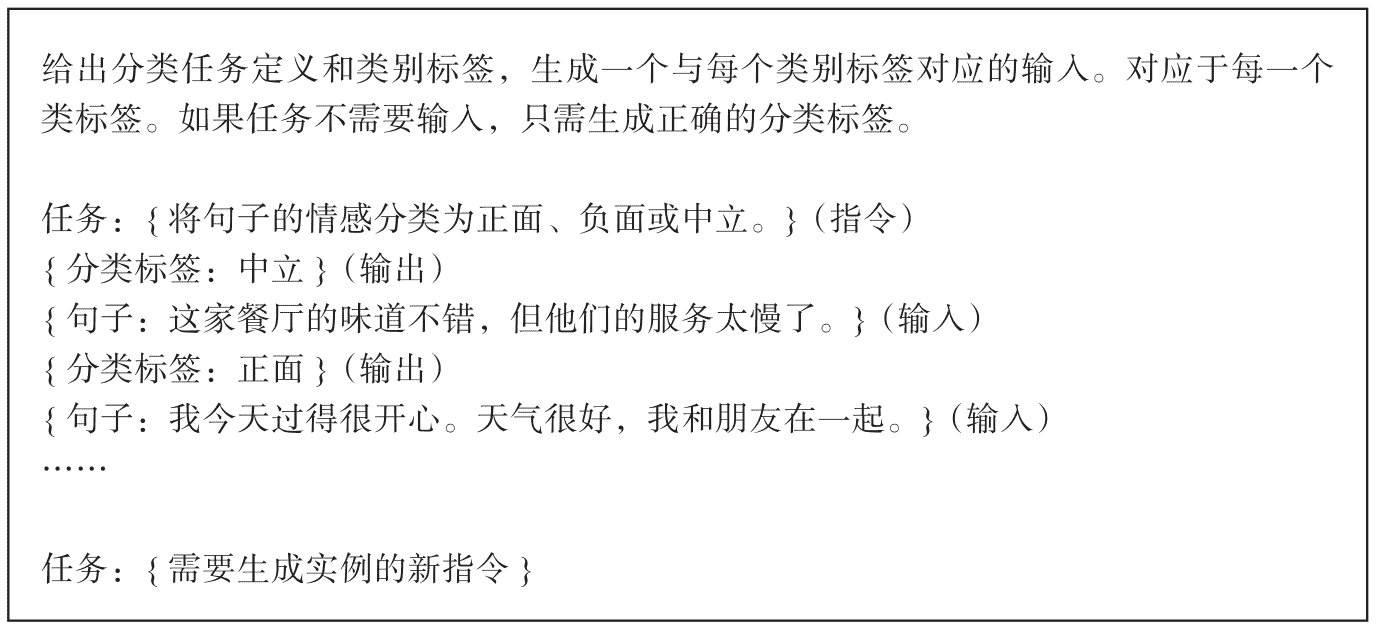 给出分类任务定义和类别标签，生成一个与每个类别标签对应的输入。对应于每一个
类标签。如果任务不需要输入，只需生成正确的分类标签。
任务：{ 将句子的情感分类为正面、负面或中立。}（指令）
{ 分类标签：中立 }（输出）
{ 句子：这家餐厅的味道不错，但他们的服务太慢了。}（输入）
{ 分类标签：正面 }（输出）
{ 句子：我今天过得很开心。天气很好，我和朋友在一起。}（输入）
……
任务：{ 需要生成实例的新指令 }